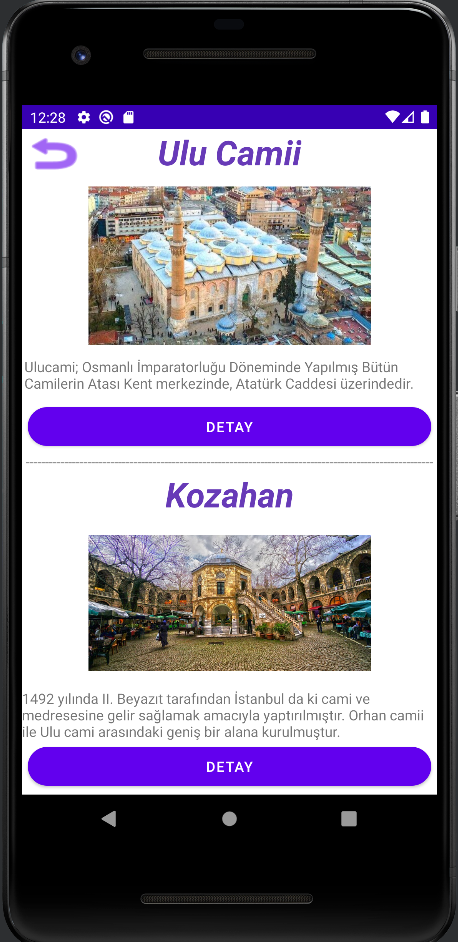 12:28
Ulu Camii
Ulucami; Osmanlı İmparatorluğu Döneminde Yapılmış Bütün
Camilerin Atası Kent merkezinde, Atatürk Caddesi üzerindedir.
DETAY
Kozahan
1492 yılında II. Beyazıt tarafından İstanbul da ki cami ve
medresesine gelir sağlamak amacıyla yaptırılmıştır. Orhan camii
ile Ulu cami arasındaki geniş bir alana kurulmuştur.
DETAY